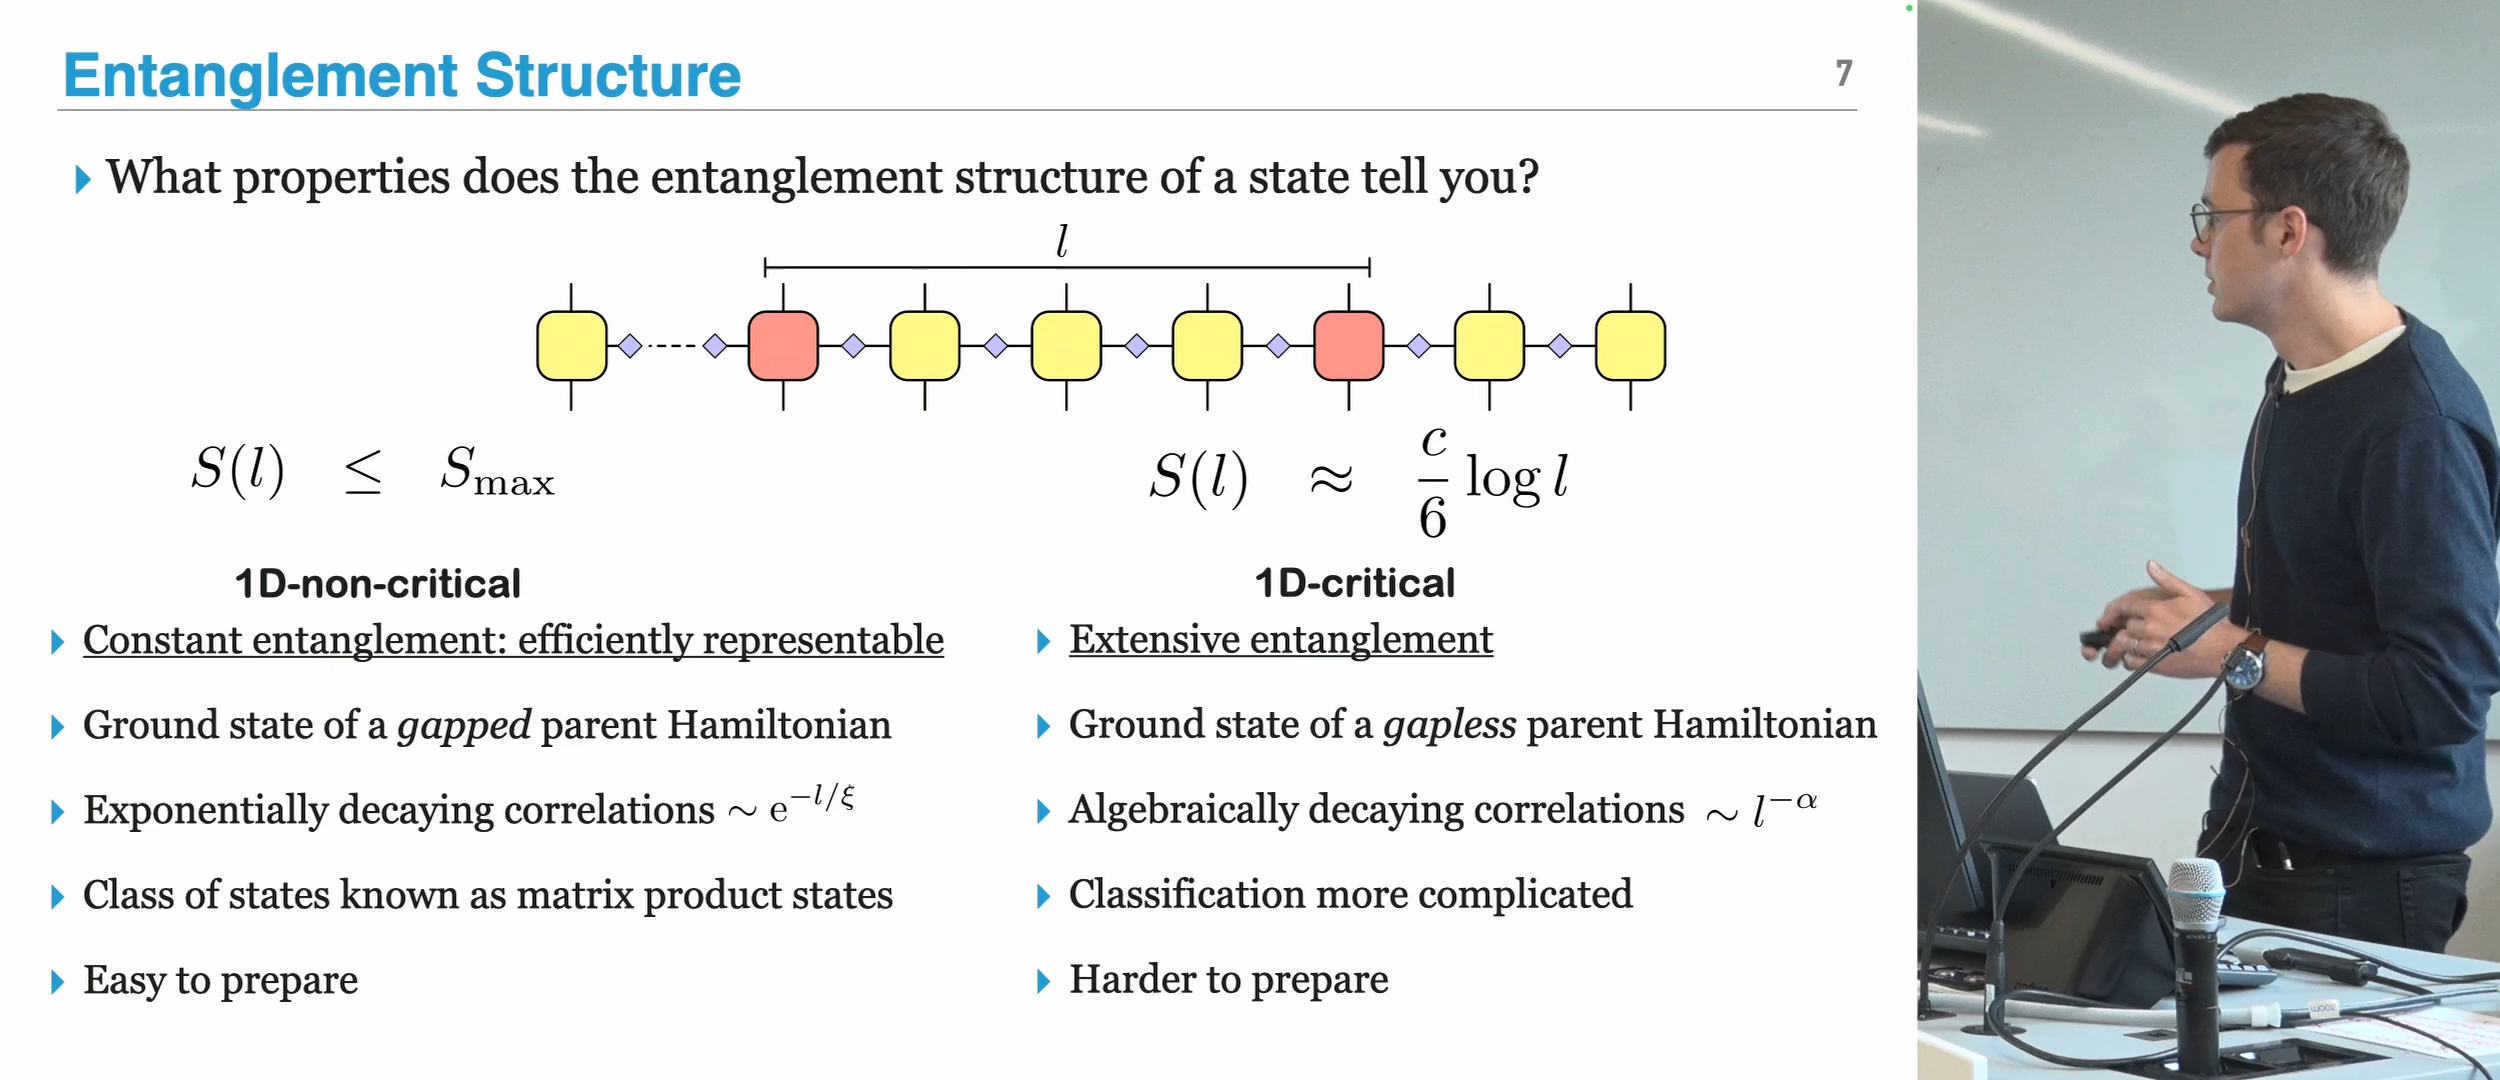 Entanglement Structure
7
What properties does the entanglement structure of a state tell you?
l
S(l) ≤ S_max
S(l) ≈ c/6 log l
1D-non-critical
Constant entanglement: efficiently representable
Ground state of a gapped parent Hamiltonian
Exponentially decaying correlations ~ e^{-l/ξ}
Class of states known as matrix product states
Easy to prepare
1D-critical
Extensive entanglement
Ground state of a gapless parent Hamiltonian
Algebraically decaying correlations ~ l^{-α}
Classification more complicated
Harder to prepare
zoom